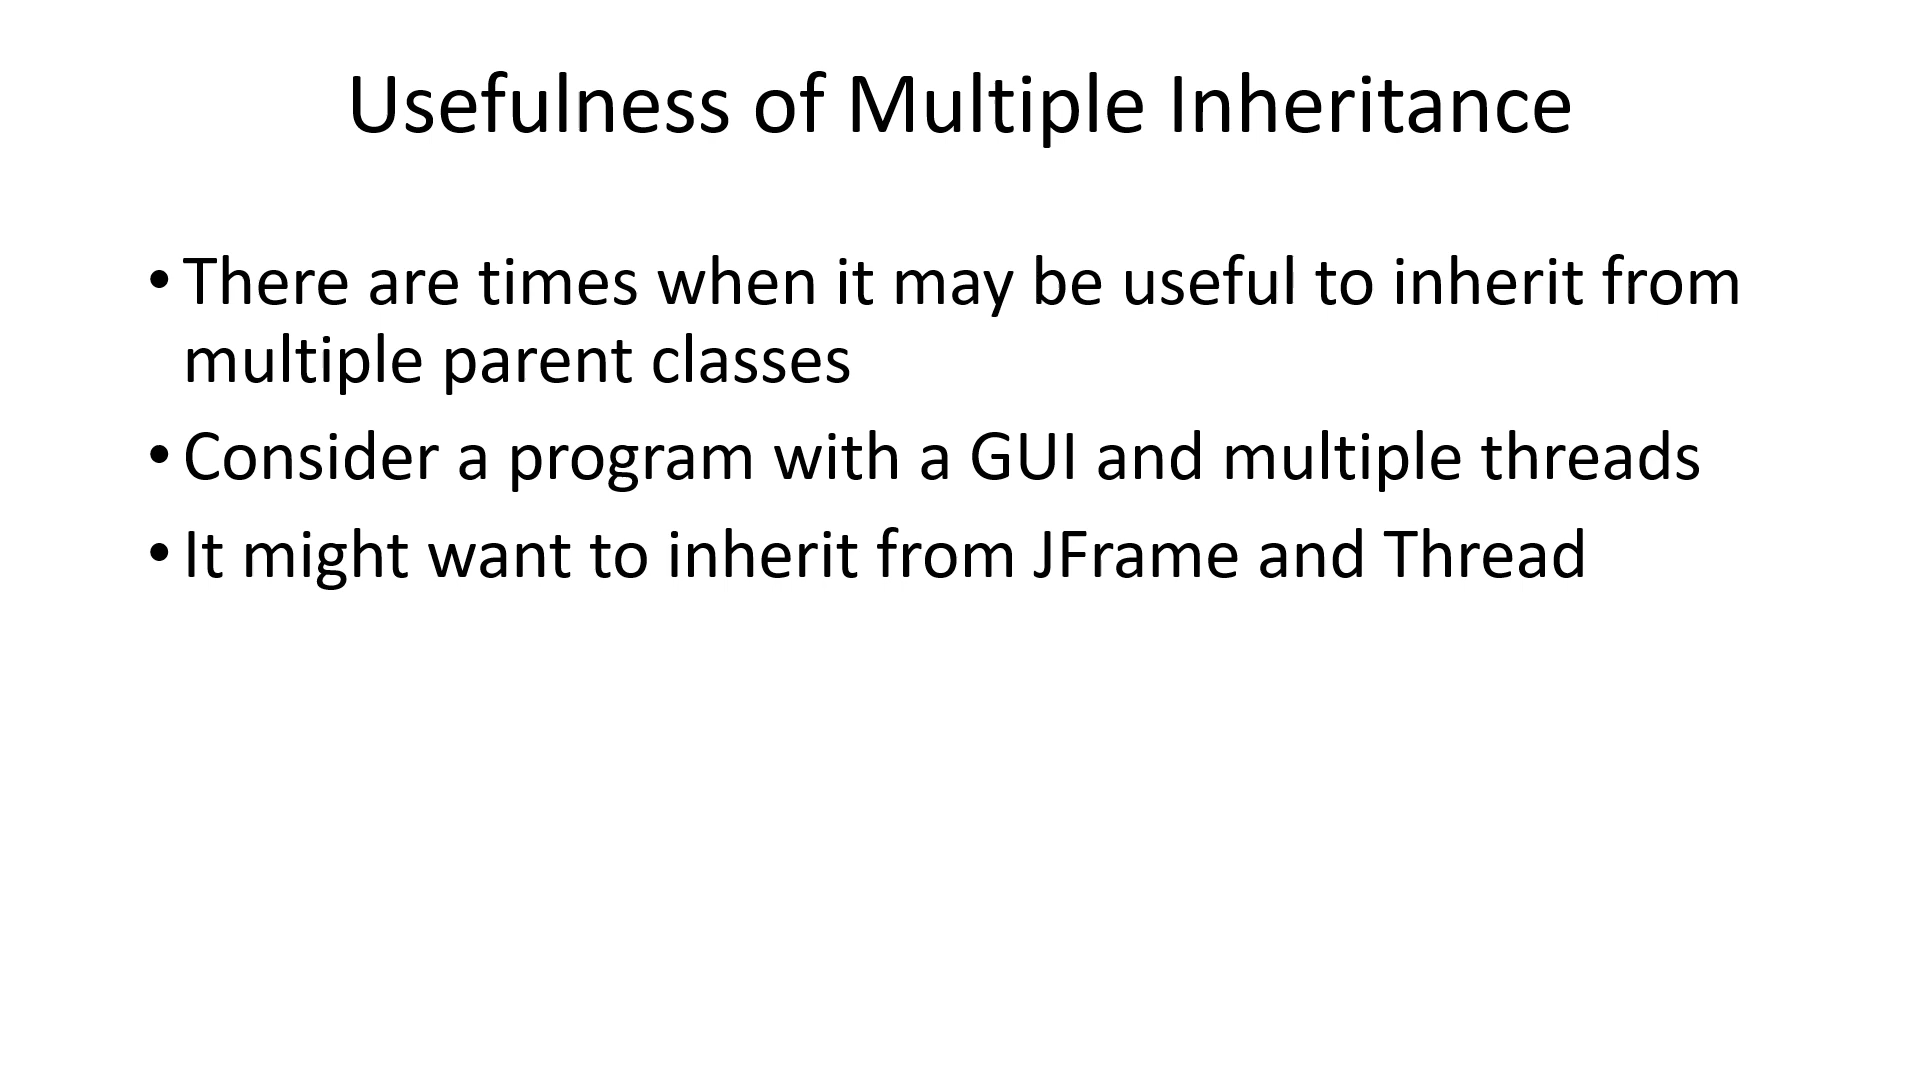 Usefulness of Multiple Inheritance
• There are times when it may be useful to inherit from
multiple parent classes
• Consider a program with a GUI and multiple threads
• It might want to inherit from JFrame and Thread